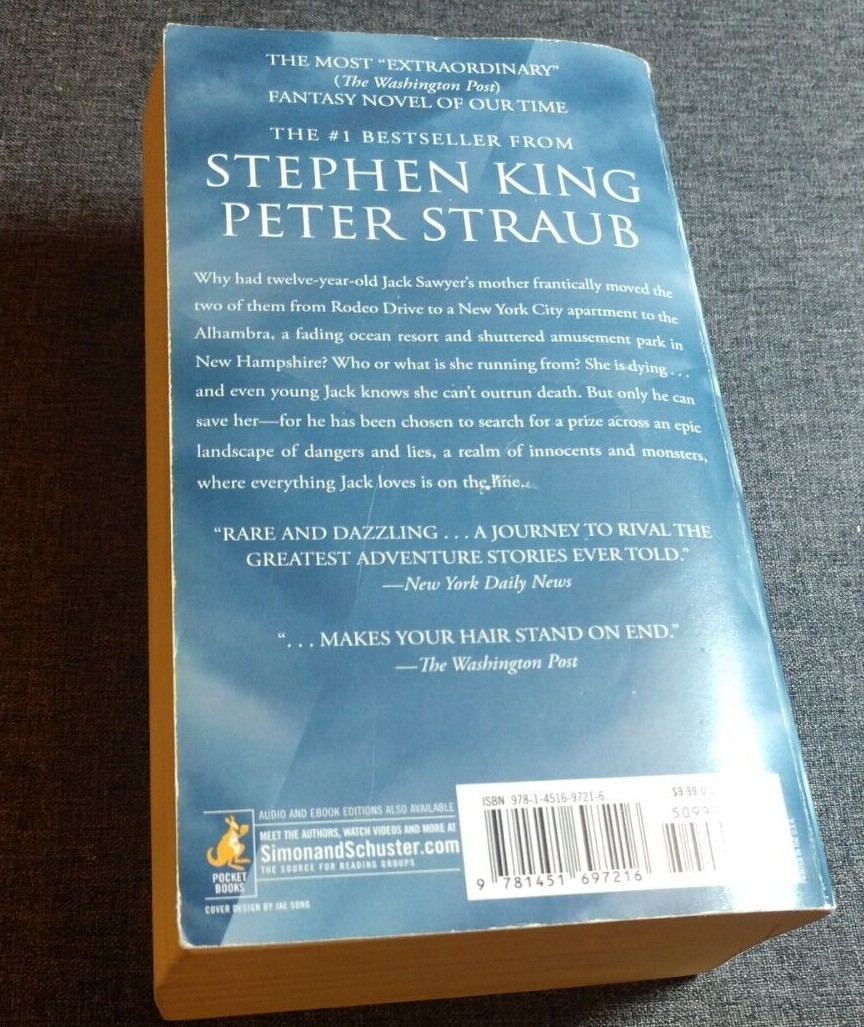 THE MOST “EXTRAORDINARY”
(The Washington Post)
FANTASY NOVEL OF OUR TIME
THE #1 BESTSELLER FROM
STEPHEN KING
PETER STRAUB
Why had twelve-year-old Jack Sawyer's mother frantically moved the
two of them from Rodeo Drive to a New York City apartment to the
Alhambra, a fading ocean resort and shuttered amusement park in
New Hampshire? Who or what is she running from? She is dying . . .
and even young Jack knows she can't outrun death. But only he can
save her—for he has been chosen to search for a prize across an epic
landscape of dangers and lies, a realm of innocents and monsters,
where everything Jack loves is on the line.
“RARE AND DAZZLING . . . A JOURNEY TO RIVAL THE
GREATEST ADVENTURE STORIES EVER TOLD.”
—New York Daily News
“. . . MAKES YOUR HAIR STAND ON END.”
—The Washington Post
AUDIO AND EBOOK EDITIONS ALSO AVAILABLE
MEET THE AUTHORS, WATCH VIDEOS AND MORE AT
SimonandSchuster.com
THE SOURCE FOR READING GROUPS
POCKET
BOOKS
COVER DESIGN BY JAE SONG
ISBN 978-1-4516-9721-6
$9.99
5099
9 781451 697216